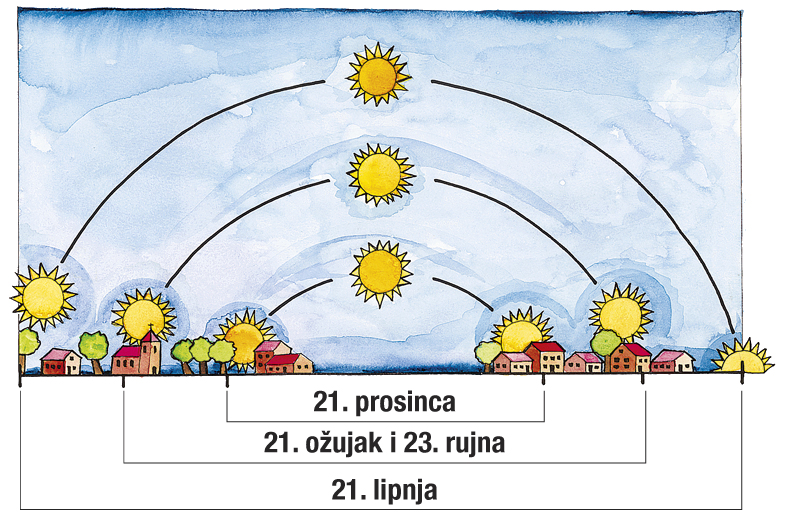 21. prosinca
21. ožujak i 23. rujna
21. lipnja